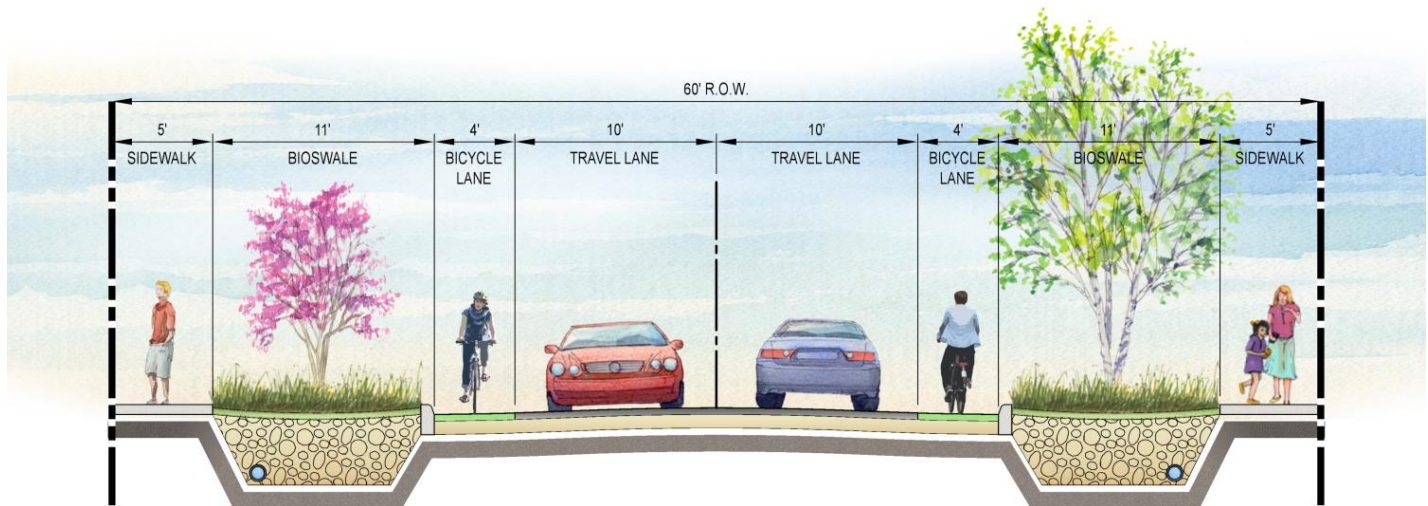 60' R.O.W.
5' 11' 4' 10' 10' 4' 11' 5'
SIDEWALK BIOSWALE BICYCLE TRAVEL LANE TRAVEL LANE BICYCLE BIOSWALE SIDEWALK
LANE LANE